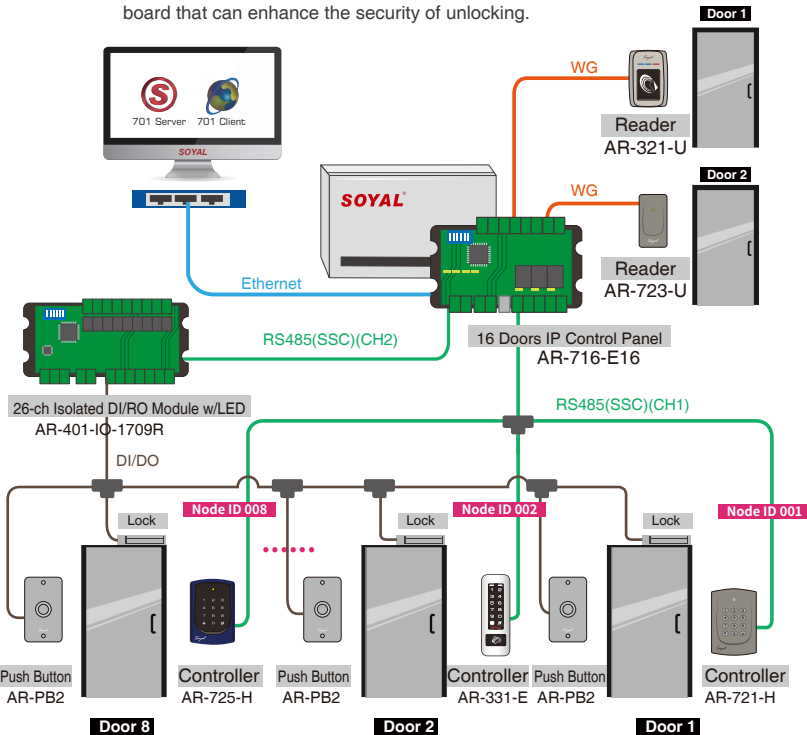 board that can enhance the security of unlocking.
Door 1
WG
701 Server 701 Client
SOYAL
Reader
AR-321-U
SOYAL
Door 2
WG
Reader
AR-723-U
Ethernet
RS485(SSC)(CH2)
16 Doors IP Control Panel
AR-716-E16
26-ch Isolated DI/RO Module w/LED
AR-401-IO-1709R
RS485(SSC)(CH1)
DI/DO
Node ID 008
Node ID 002
Node ID 001
Lock
Lock
Lock
Push Button
AR-PB2
Controller
AR-725-H
Push Button
AR-PB2
Controller
AR-331-E
Push Button
AR-PB2
Controller
AR-721-H
Door 8
Door 2
Door 1